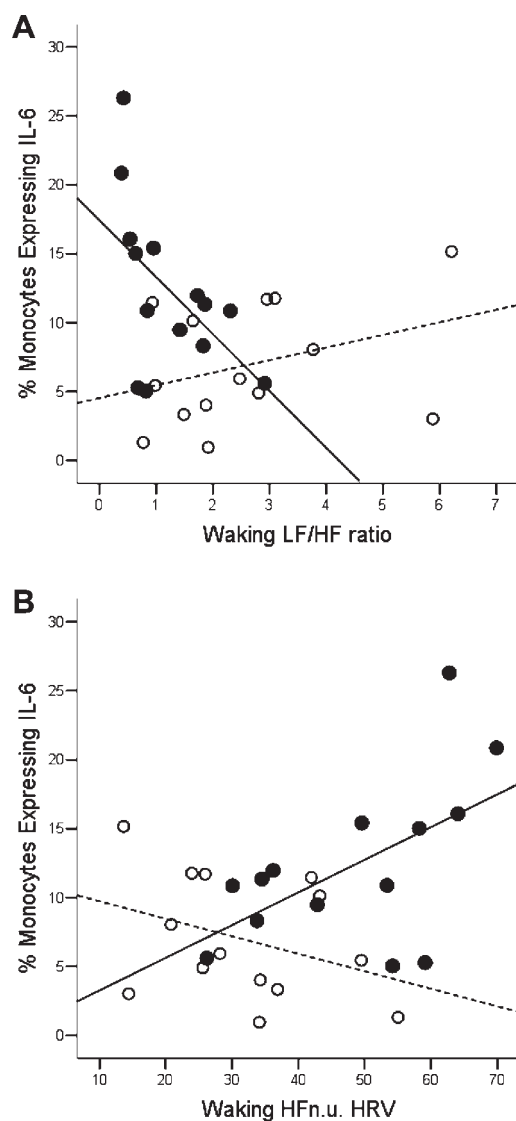 A
% Monocytes Expressing IL-6
30
25
20
15
10
5
0
0 1 2 3 4 5 6 7
Waking LF/HF ratio
B
% Monocytes Expressing IL-6
30
25
20
15
10
5
0
10 20 30 40 50 60 70
Waking HFn.u. HRV